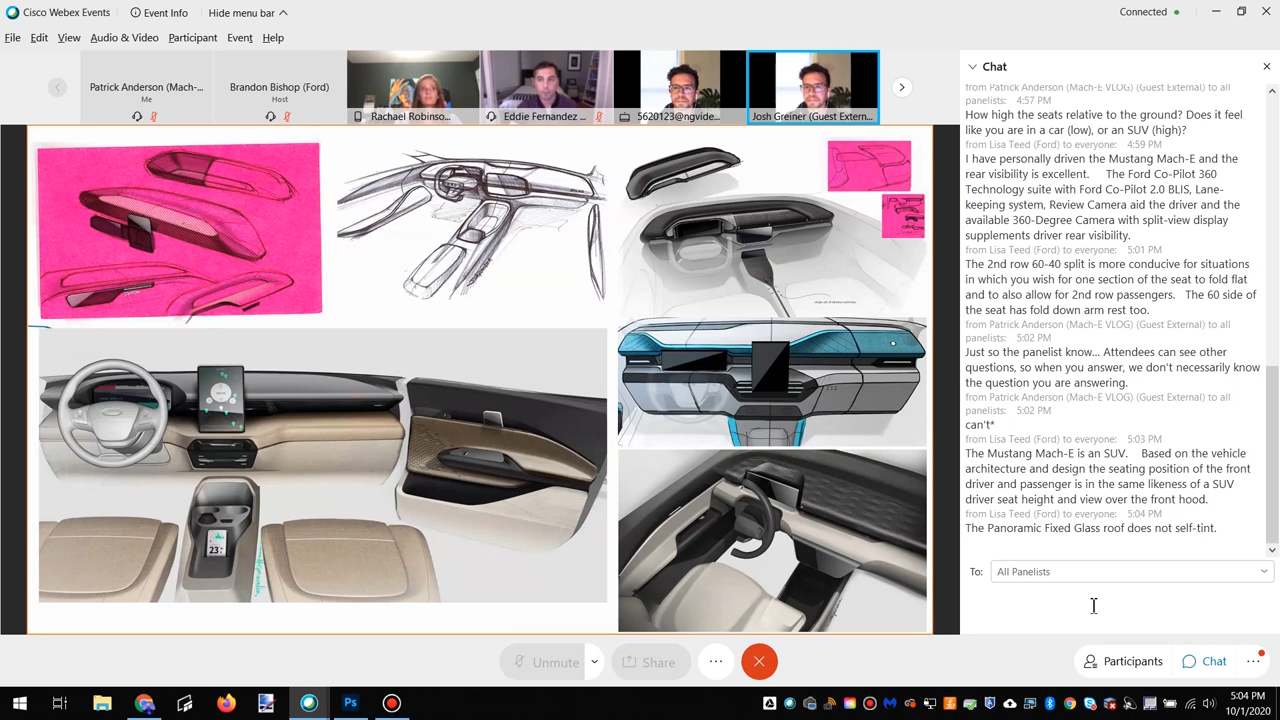 Cisco Webex Events
Event Info
Hide menu bar
Connected
File Edit View Audio & Video Participant Event Help
Patrick Anderson (Mach-...
Me
Brandon Bishop (Ford)
Host
Rachael Robinso...
Eddie Fernandez ...
5620123@ngvide...
Josh Greiner (Guest Extern...
23
Chat
from Patrick Anderson (Mach-E VLOG) (Guest External) to all
panelists: 4:57 PM
How high the seats relative to the ground? Does it feel
like you are in a car (low), or an SUV (high)?
from Lisa Teed (Ford) to everyone: 4:59 PM
I have personally driven the Mustang Mach-E and the
rear visibility is excellent. The Ford Co-Pilot 360
Technology suite with Ford Co-Pilot 2.0 BLIS, Lane-
keeping system, Review Camera aid the driver and the
available 360-Degree Camera with split-view display
supplements driver rear visibility.
from Lisa Teed (Ford) to everyone: 5:01 PM
The 2nd row 60-40 split is more conducive for situations
in which you wish for one section of the seat to fold flat
and to also allow for 2nd row passengers. The 60 side of
the seat has fold down arm rest too.
from Patrick Anderson (Mach-E VLOG) (Guest External) to all
panelists: 5:02 PM
Just so the panelist know... Attendees can see other
questions, so when you answer, we don't necessarily know
the question you are answering.
from Patrick Anderson (Mach-E VLOG) (Guest External) to all
panelists: 5:02 PM
can't*
from Lisa Teed (Ford) to everyone: 5:03 PM
The Mustang Mach-E is an SUV. Based on the vehicle
architecture and design the seating position of the front
driver and passenger is in the same likeness of a SUV
driver seat height and view over the front hood.
from Lisa Teed (Ford) to everyone: 5:04 PM
The Panoramic Fixed Glass roof does not self-tint.
To: All Panelists
Unmute
Share
Participants
Chat
Ps
5:04 PM
10/1/2020